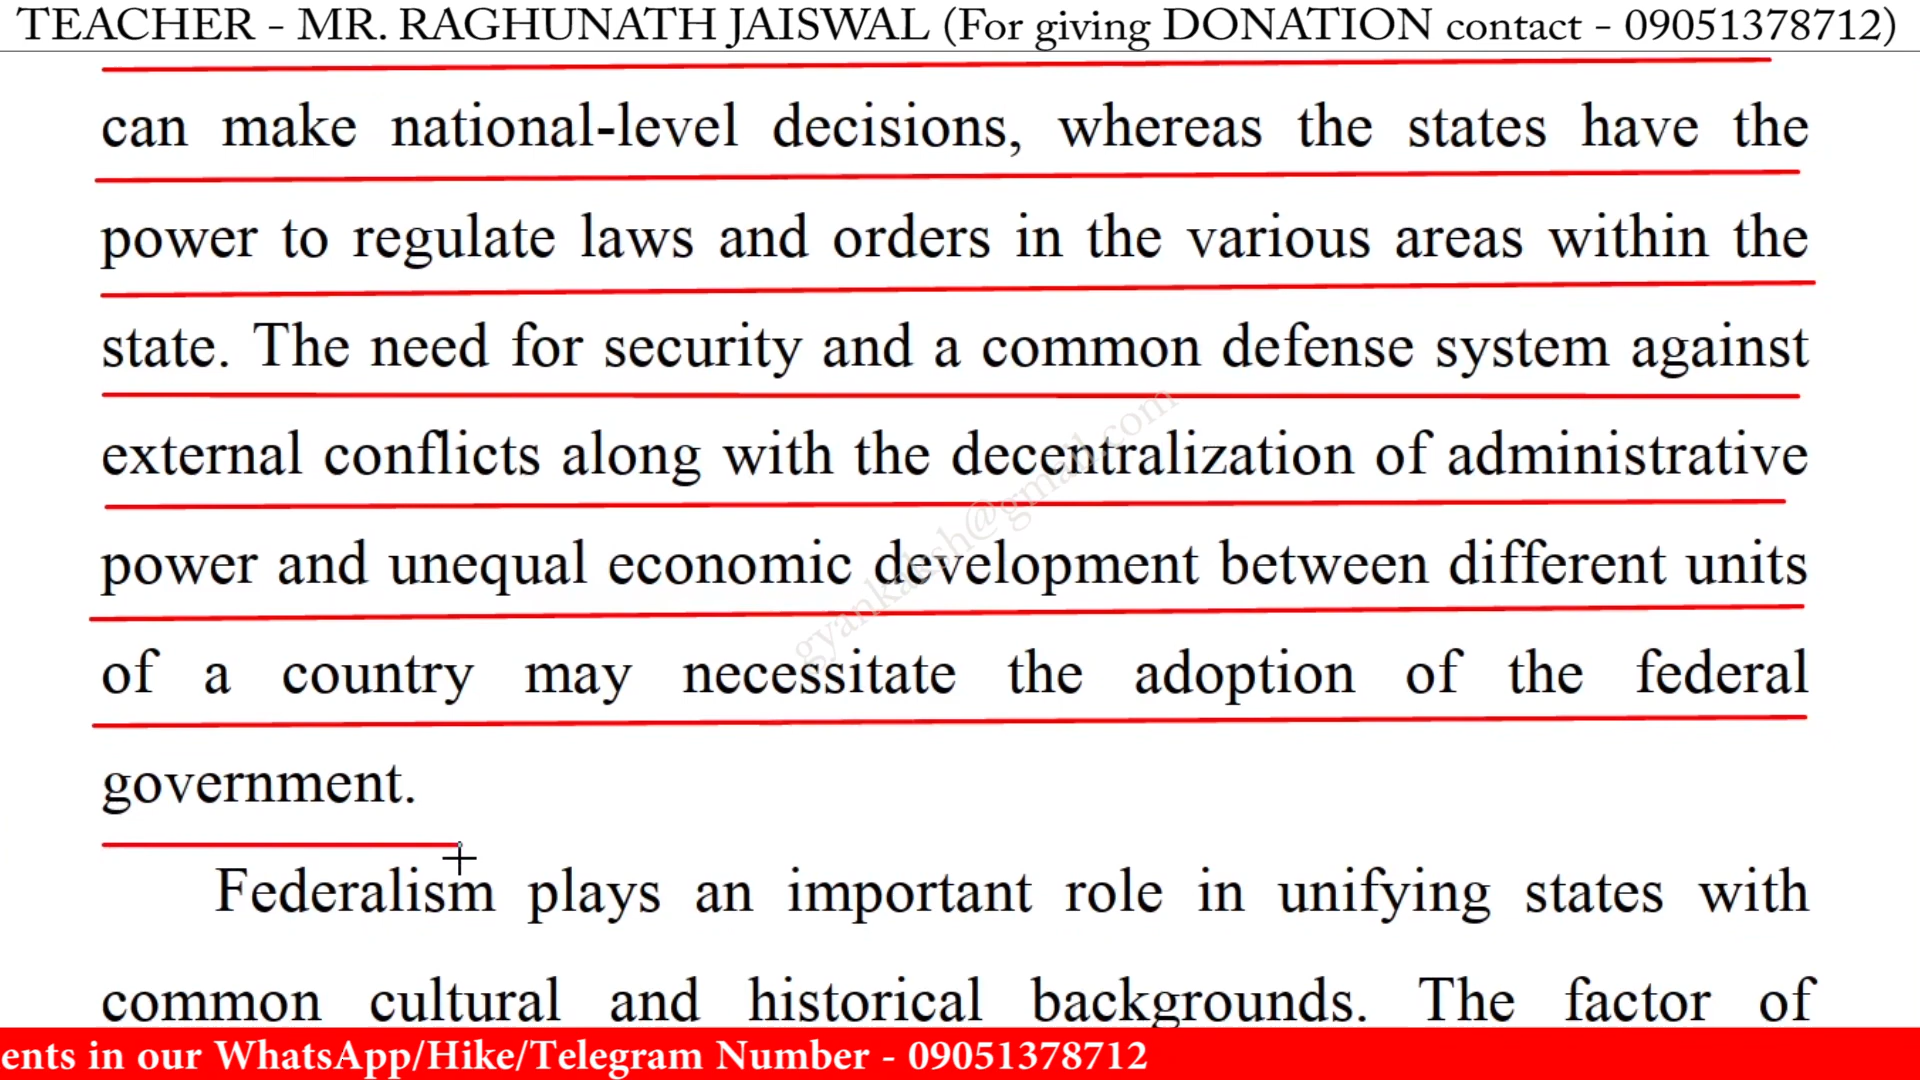 TEACHER - MR. RAGHUNATH JAISWAL (For giving DONATION contact - 09051378712)
can make national-level decisions, whereas the states have the
power to regulate laws and orders in the various areas within the
state. The need for security and a common defense system against
external conflicts along with the decentralization of administrative
power and unequal economic development between different units
of a country may necessitate the adoption of the federal
government.
gyankaksh@gmail.com
Federalism plays an important role in unifying states with
common cultural and historical backgrounds. The factor of
ents in our WhatsApp/Hike/Telegram Number - 09051378712